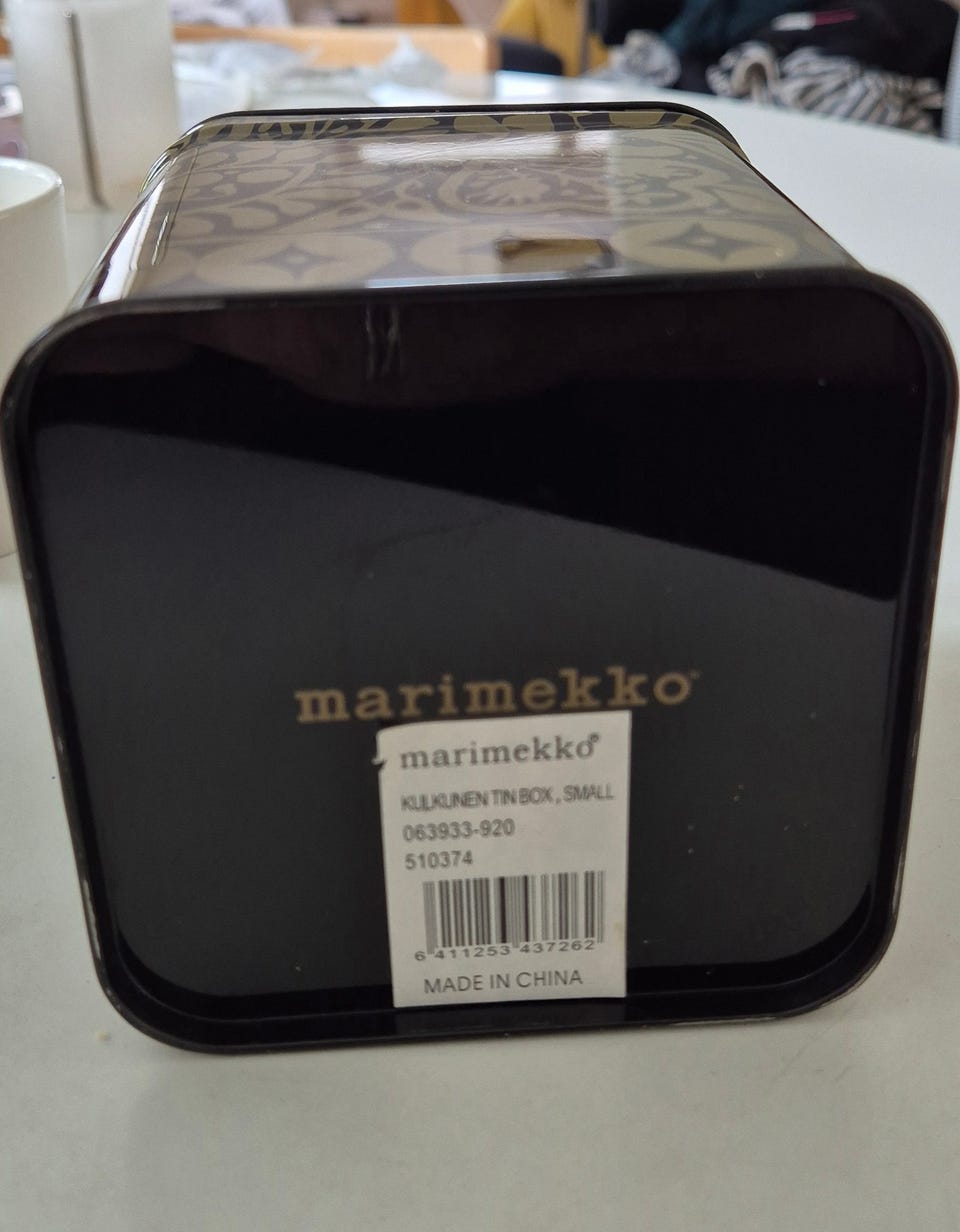 marimekko®
marimekko®
KULKUNEN TIN BOX , SMALL
063933-920
510374
6 411253 437262
MADE IN CHINA